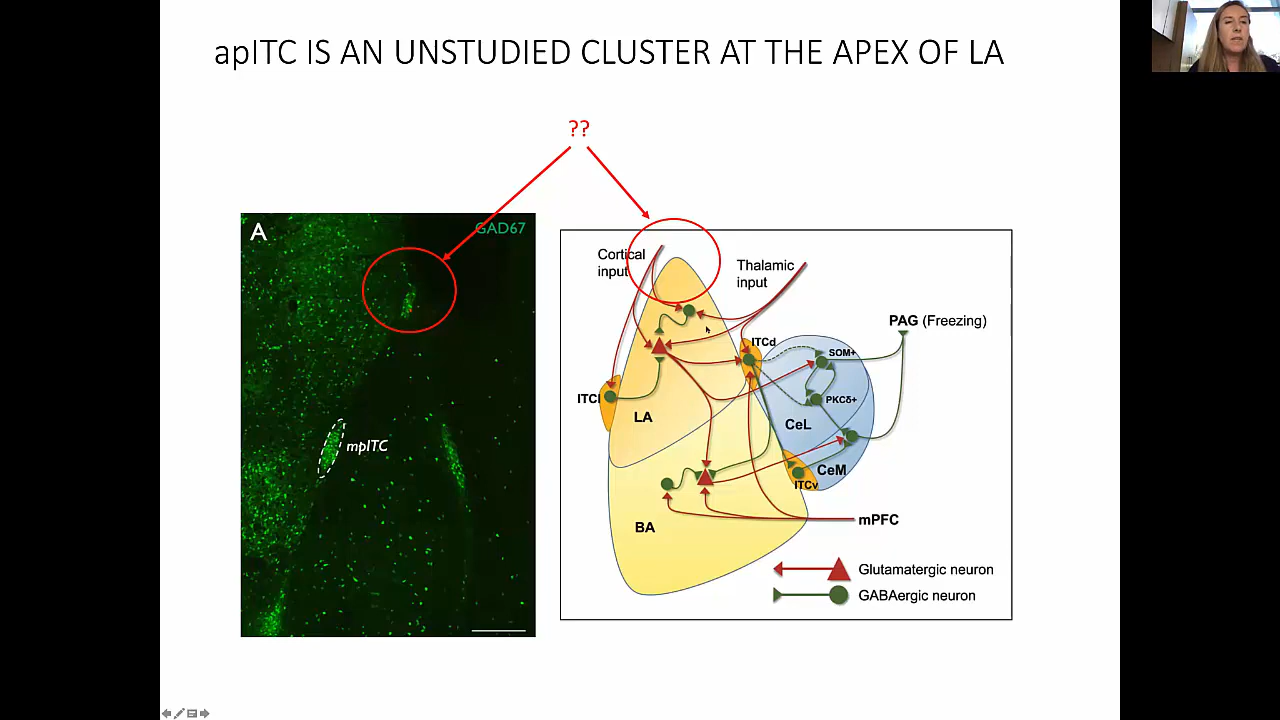 apITC IS AN UNSTUDIED CLUSTER AT THE APEX OF LA
??
A
GAD67
mpITC
Cortical
input
Thalamic
input
PAG (Freezing)
ITCd
SOM+
PKCδ+
ITCl
LA
CeL
CeM
ITCv
BA
mPFC
Glutamatergic neuron
GABAergic neuron